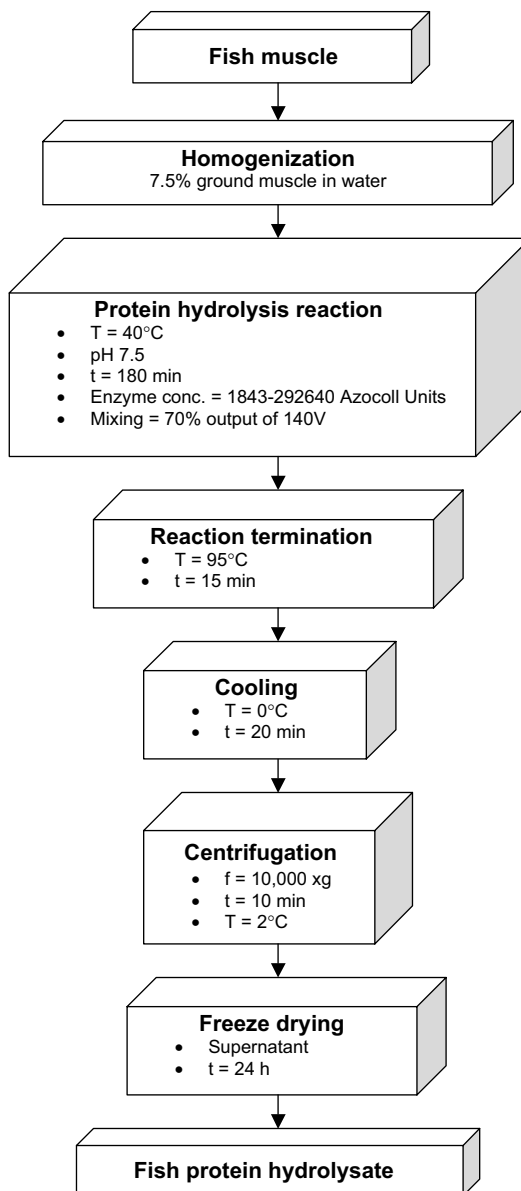 Fish muscle
Homogenization
7.5% ground muscle in water
Protein hydrolysis reaction
• T = 40°C
• pH 7.5
• t = 180 min
• Enzyme conc. = 1843-292640 Azocoll Units
• Mixing = 70% output of 140V
Reaction termination
• T = 95°C
• t = 15 min
Cooling
• T = 0°C
• t = 20 min
Centrifugation
• f = 10,000 xg
• t = 10 min
• T = 2°C
Freeze drying
• Supernatant
• t = 24 h
Fish protein hydrolysate